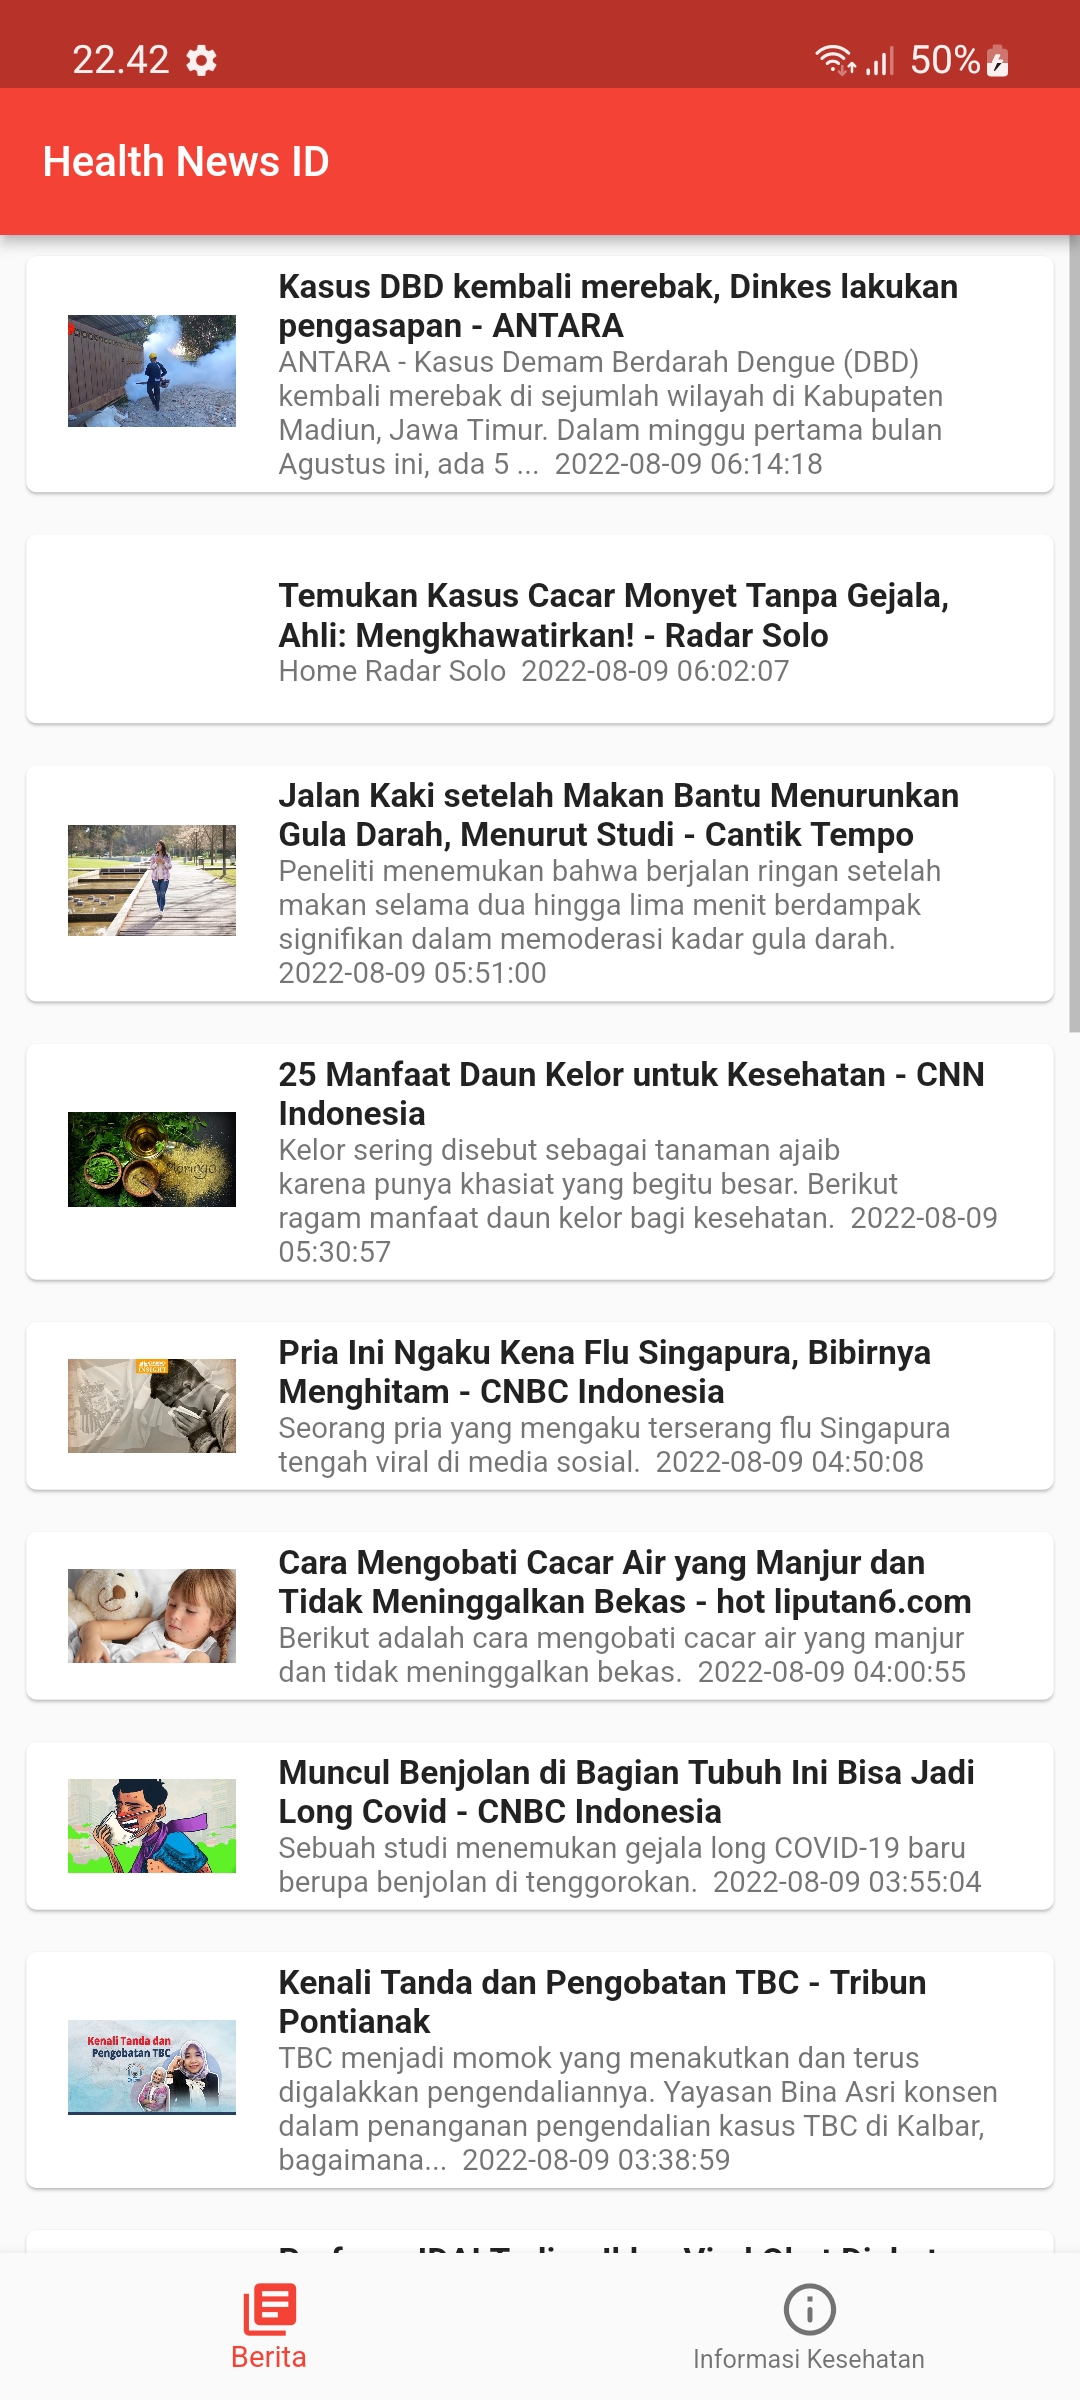 22.42
50%
Health News ID
Kasus DBD kembali merebak, Dinkes lakukan
pengasapan - ANTARA
ANTARA - Kasus Demam Berdarah Dengue (DBD)
kembali merebak di sejumlah wilayah di Kabupaten
Madiun, Jawa Timur. Dalam minggu pertama bulan
Agustus ini, ada 5 ...  2022-08-09 06:14:18
Temukan Kasus Cacar Monyet Tanpa Gejala,
Ahli: Mengkhawatirkan! - Radar Solo
Home Radar Solo  2022-08-09 06:02:07
Jalan Kaki setelah Makan Bantu Menurunkan
Gula Darah, Menurut Studi - Cantik Tempo
Peneliti menemukan bahwa berjalan ringan setelah
makan selama dua hingga lima menit berdampak
signifikan dalam memoderasi kadar gula darah.
2022-08-09 05:51:00
25 Manfaat Daun Kelor untuk Kesehatan - CNN
Indonesia
Moringa
Kelor sering disebut sebagai tanaman ajaib
karena punya khasiat yang begitu besar. Berikut
ragam manfaat daun kelor bagi kesehatan.  2022-08-09
05:30:57
Pria Ini Ngaku Kena Flu Singapura, Bibirnya
Menghitam - CNBC Indonesia
INSIGHT
Seorang pria yang mengaku terserang flu Singapura
tengah viral di media sosial.  2022-08-09 04:50:08
Cara Mengobati Cacar Air yang Manjur dan
Tidak Meninggalkan Bekas - hot liputan6.com
Berikut adalah cara mengobati cacar air yang manjur
dan tidak meninggalkan bekas.  2022-08-09 04:00:55
Muncul Benjolan di Bagian Tubuh Ini Bisa Jadi
Long Covid - CNBC Indonesia
Sebuah studi menemukan gejala long COVID-19 baru
berupa benjolan di tenggorokan.  2022-08-09 03:55:04
Kenali Tanda dan Pengobatan TBC - Tribun
Pontianak
Kenali Tanda dan
Pengobatan TBC
TBC menjadi momok yang menakutkan dan terus
digalakkan pengendaliannya. Yayasan Bina Asri konsen
dalam penanganan pengendalian kasus TBC di Kalbar,
bagaimana...  2022-08-09 03:38:59
Berita
Informasi Kesehatan